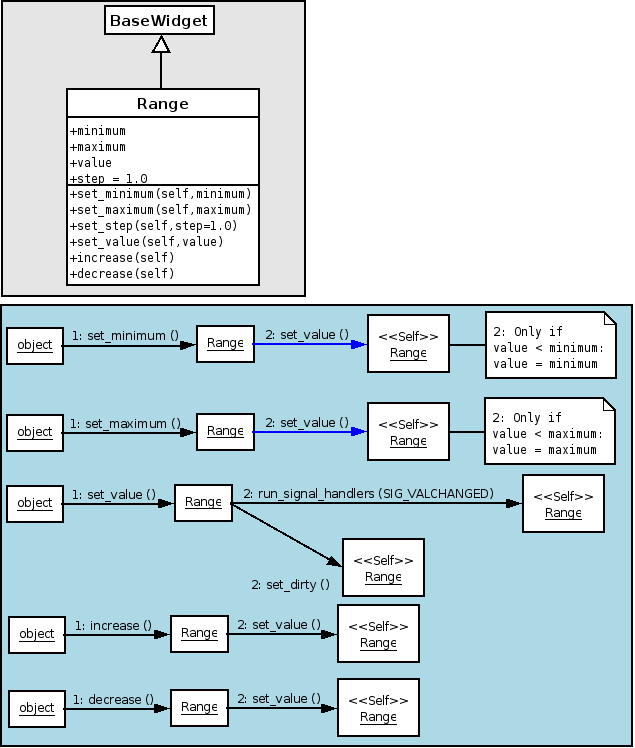 BaseWidget
Range
+minimum
+maximum
+value
+step = 1.0
+set_minimum(self,minimum)
+set_maximum(self,maximum)
+set_step(self,step=1.0)
+set_value(self,value)
+increase(self)
+decrease(self)
object
1: set_minimum ()
Range
2: set_value ()
<<Self>>
Range
2: Only if
value < minimum:
value = minimum
object
1: set_maximum ()
Range
2: set_value ()
<<Self>>
Range
2: Only if
value < maximum:
value = maximum
object
1: set_value ()
Range
2: run_signal_handlers (SIG_VALCHANGED)
<<Self>>
Range
2: set_dirty ()
<<Self>>
Range
object
1: increase ()
Range
2: set_value ()
<<Self>>
Range
object
1: decrease ()
Range
2: set_value ()
<<Self>>
Range